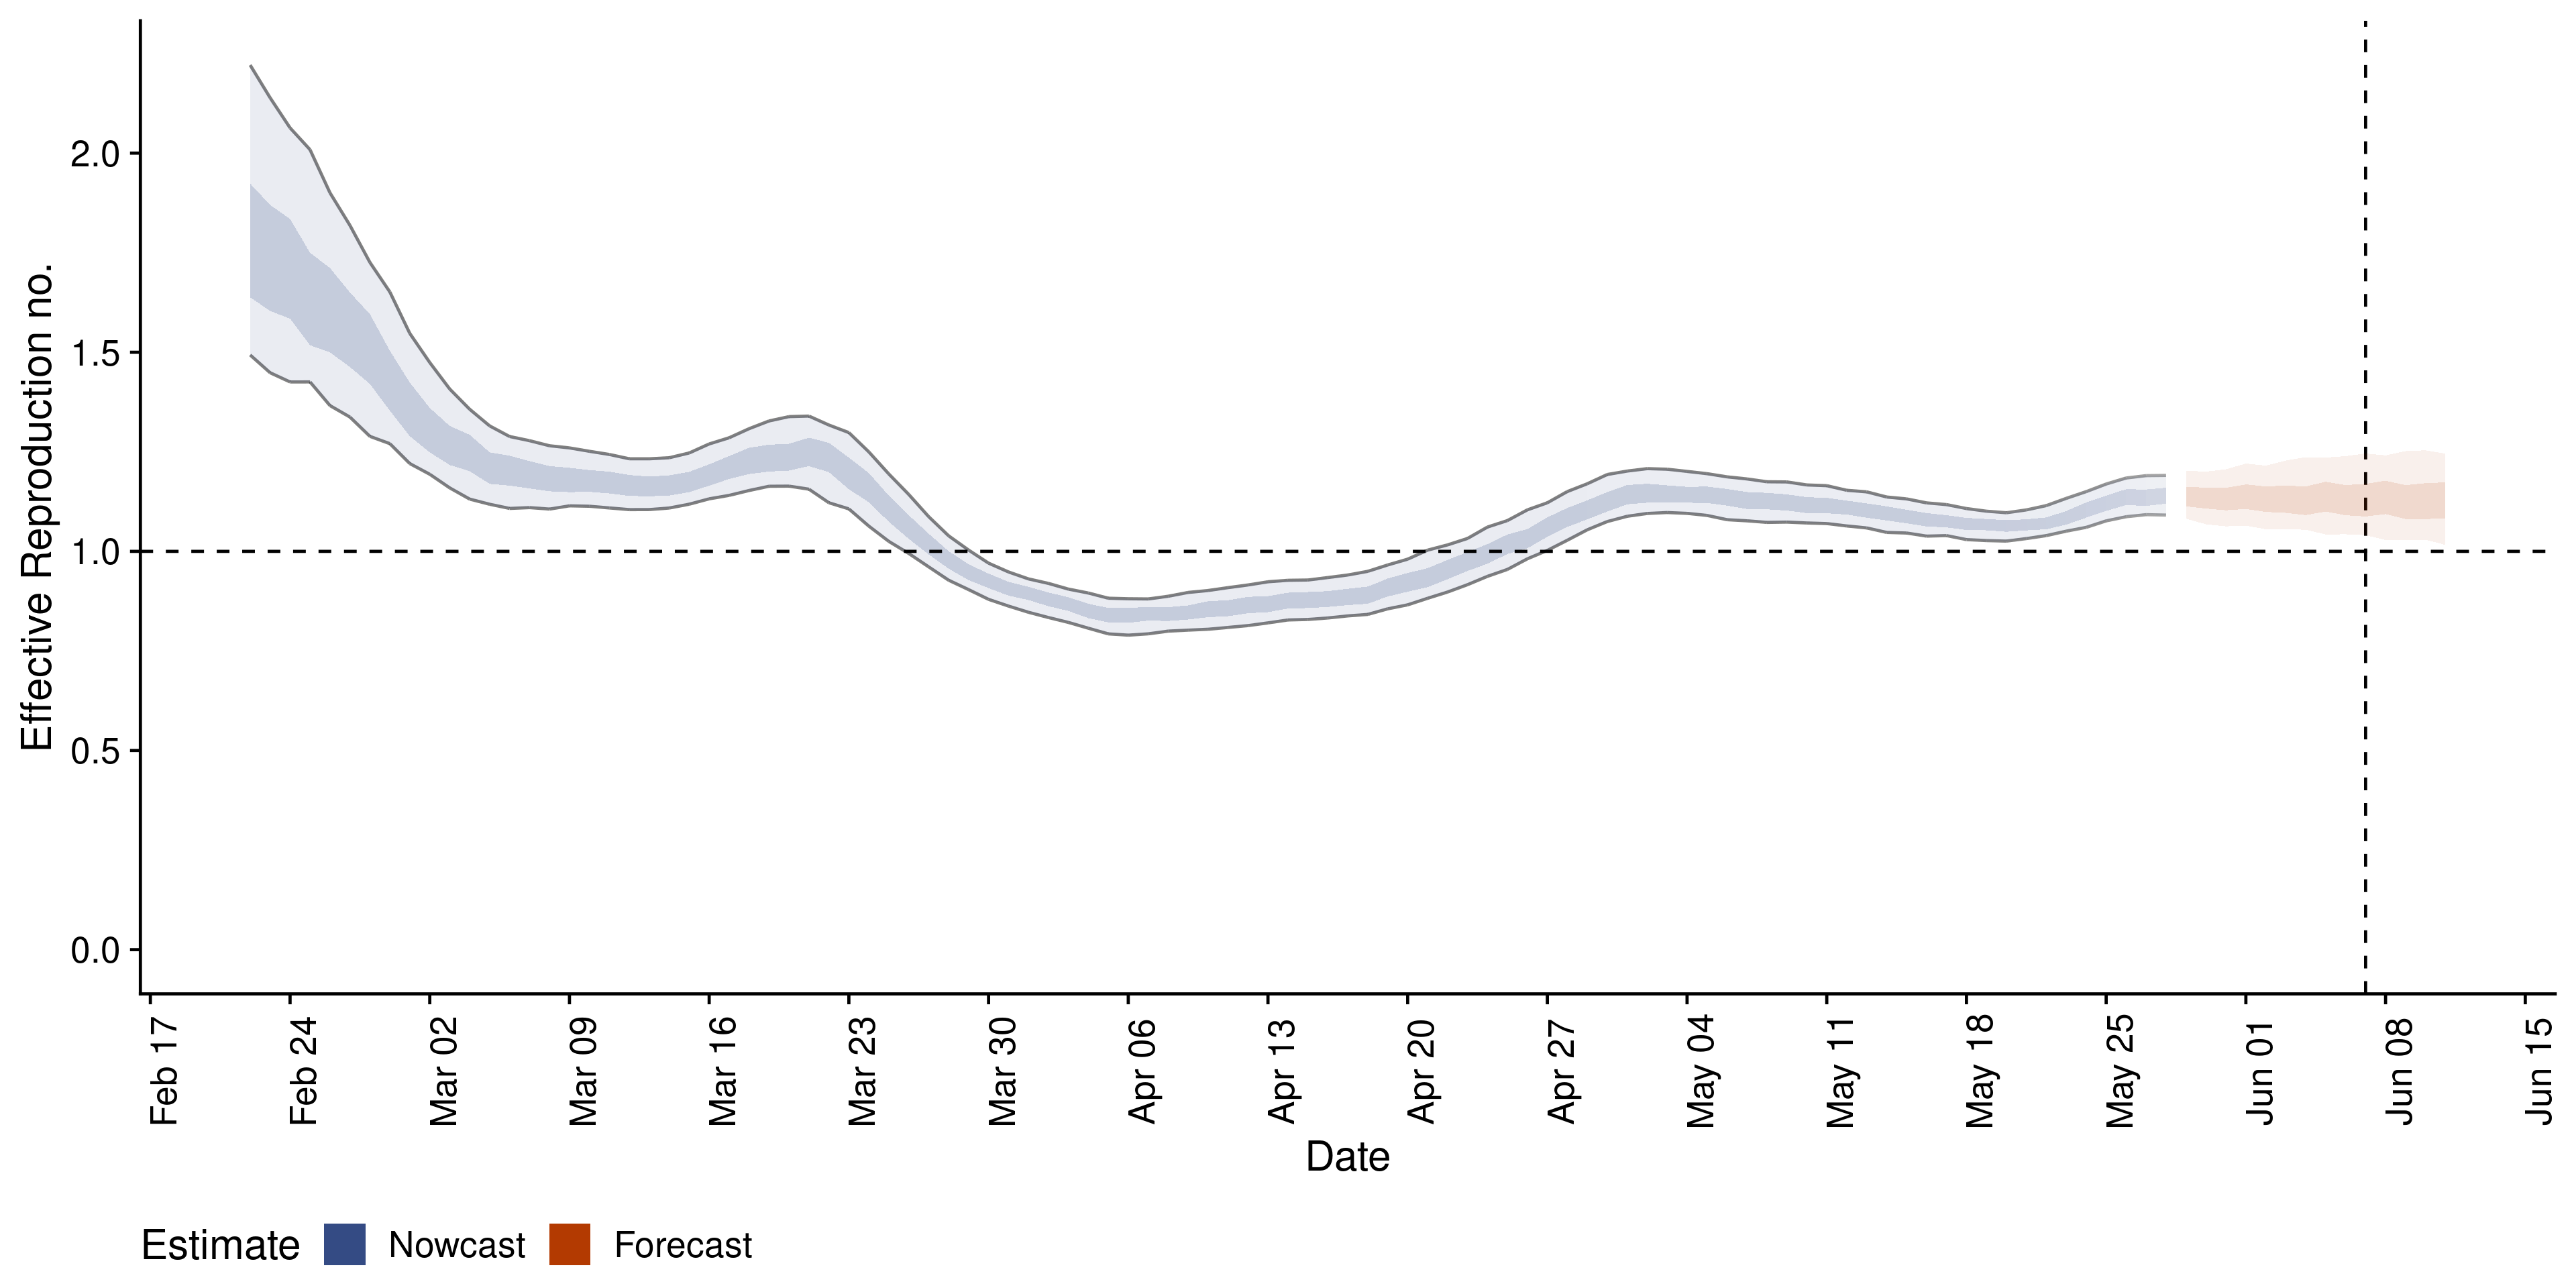 Effective Reproduction no.
2.0
1.5
1.0
0.5
0.0
Feb 17
Feb 24
Mar 02
Mar 09
Mar 16
Mar 23
Mar 30
Apr 06
Apr 13
Apr 20
Apr 27
May 04
May 11
May 18
May 25
Jun 01
Jun 08
Jun 15
Date
Estimate Nowcast Forecast